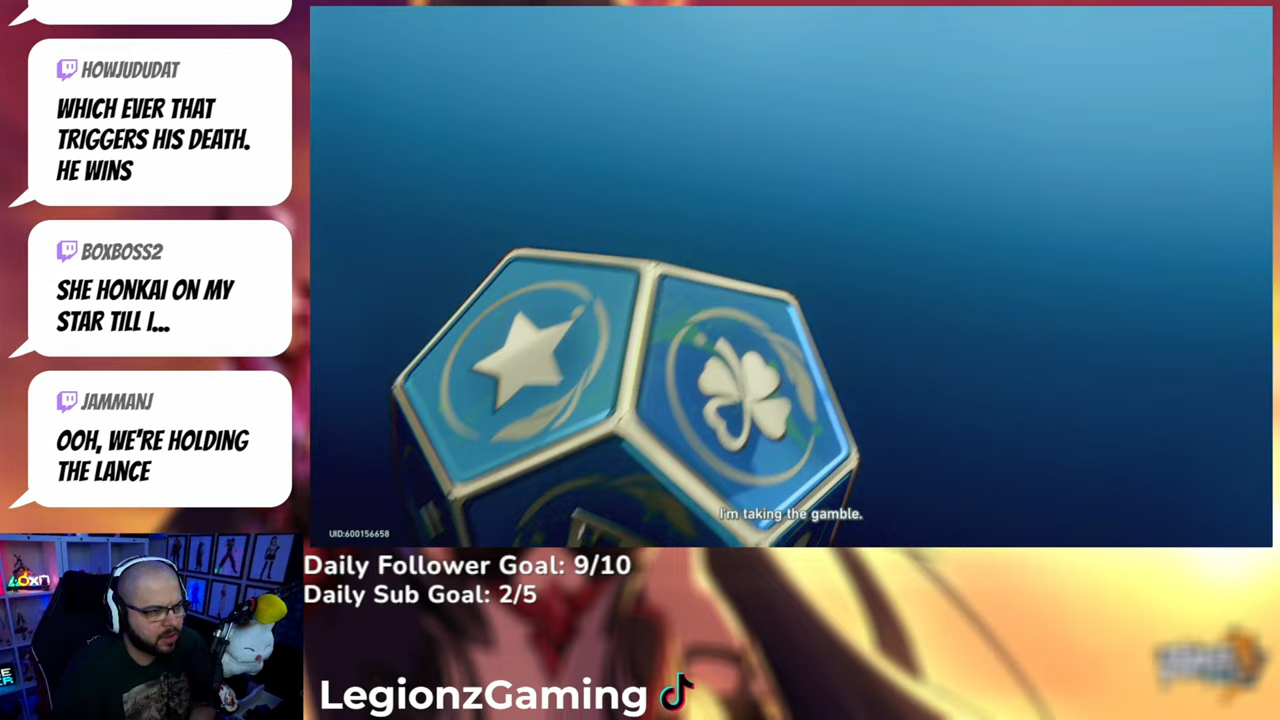 HOWJUDUDAT
WHICH EVER THAT
TRIGGERS HIS DEATH.
HE WINS
BOXBOSS2
SHE HONKAI ON MY
STAR TILL I...
JAMMANJ
OOH, WE'RE HOLDING
THE LANCE
I'm taking the gamble.
UID:600156658
Daily Follower Goal: 9/10
Daily Sub Goal: 2/5
LegionzGaming